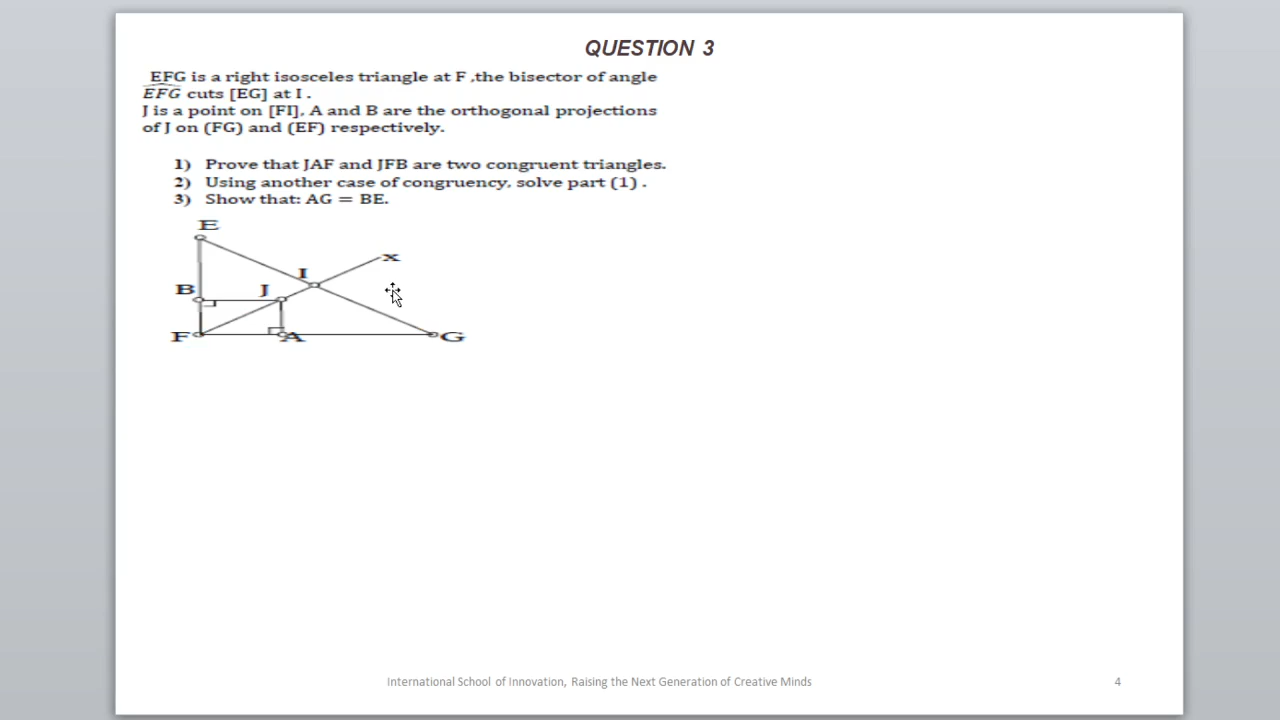 QUESTION 3
EFG is a right isosceles triangle at F ,the bisector of angle
EFG cuts [EG] at I .
J is a point on [FI], A and B are the orthogonal projections
of J on (FG) and (EF) respectively.
1) Prove that JAF and JFB are two congruent triangles.
2) Using another case of congruency, solve part (1) .
3) Show that: AG = BE.
E
x
I
B
J
F
A
G
International School of Innovation, Raising the Next Generation of Creative Minds
4